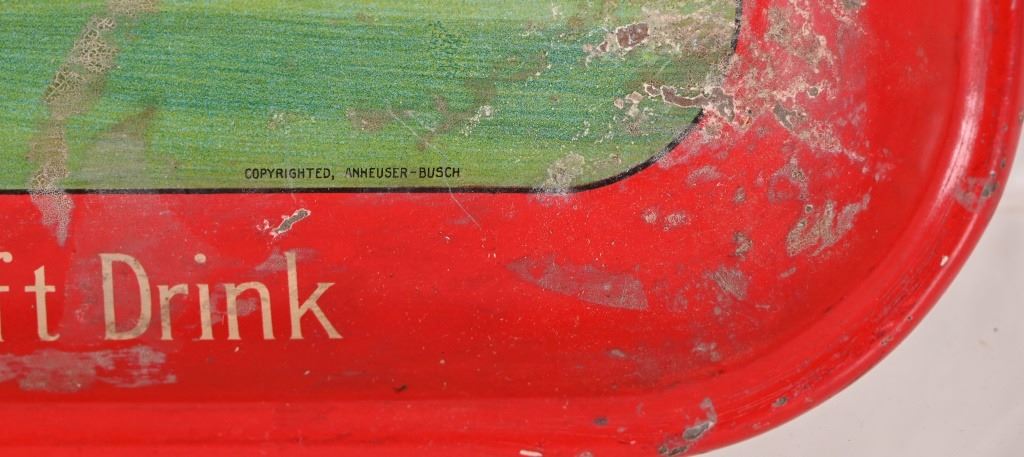 COPYRIGHTED, ANHEUSER-BUSCH
ft Drink